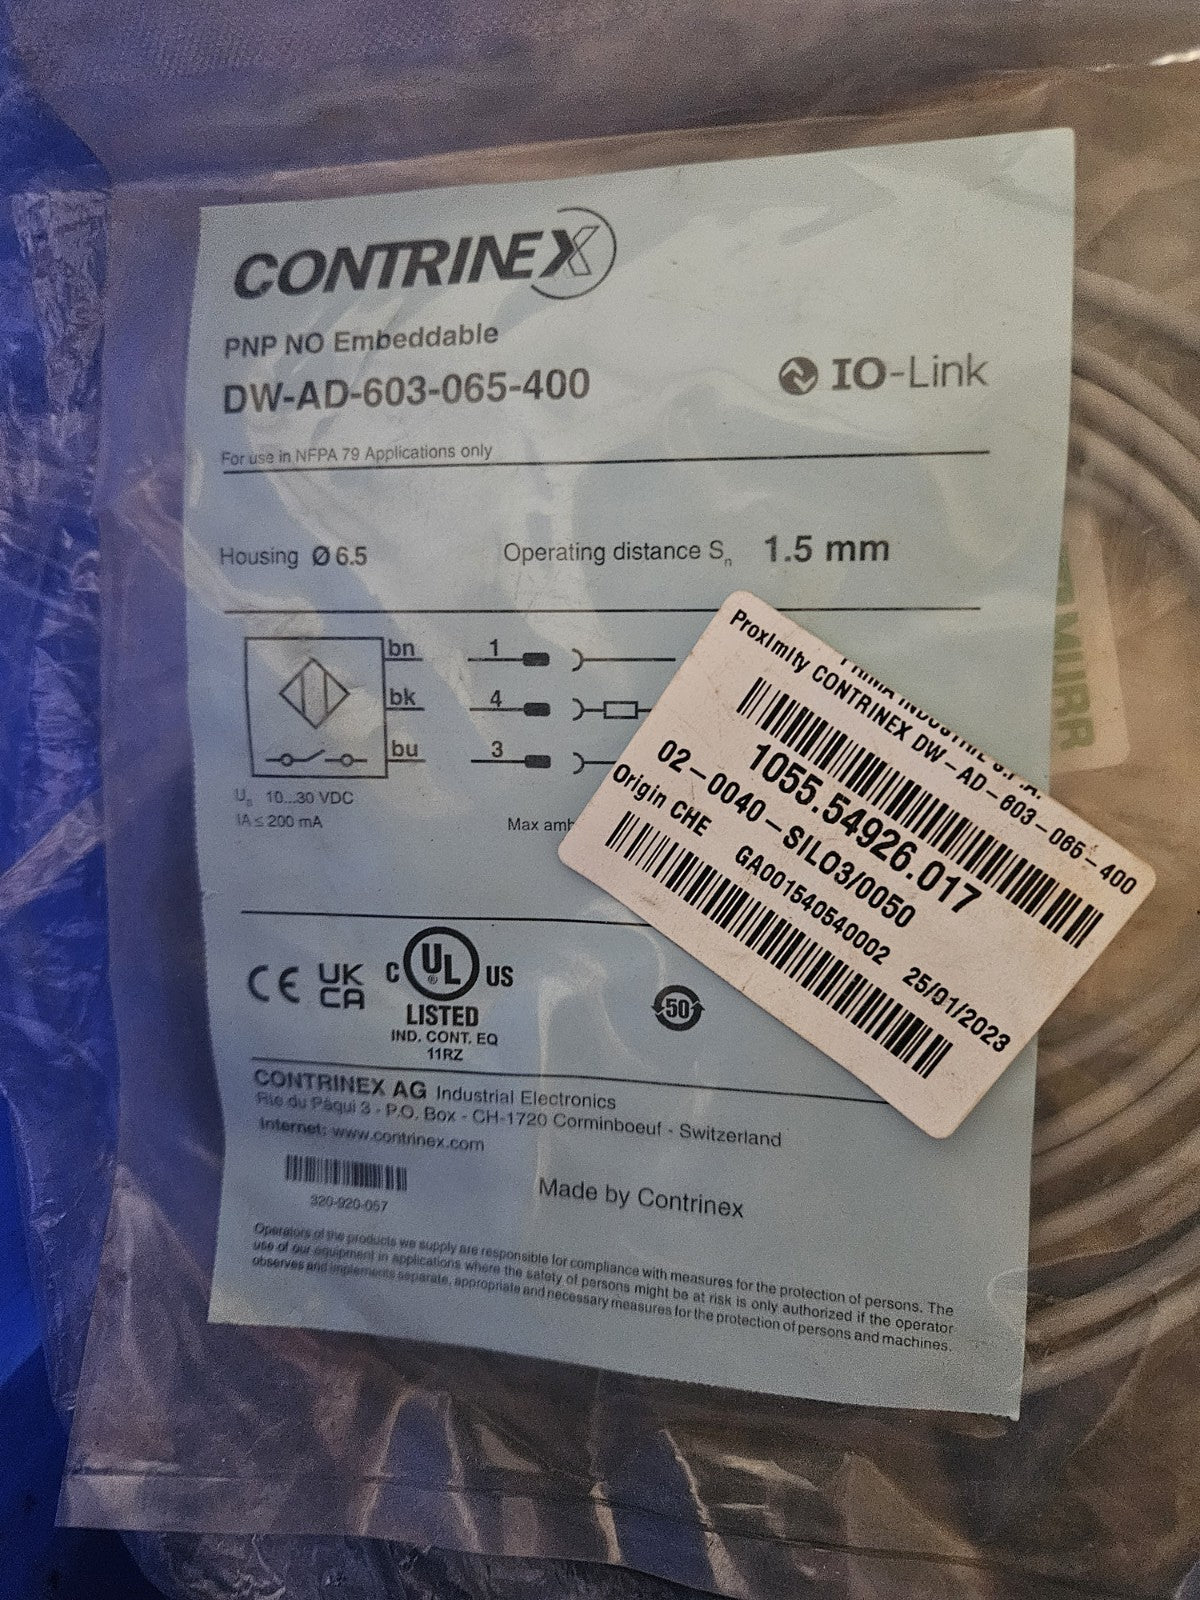 CONTRINEX
PNP NO Embeddable
DW-AD-603-065-400
IO-Link
For use in NFPA 79 Applications only
Housing Ø 6.5
Operating distance Sn 1.5 mm
bn 1
bk 4
bu 3
UB 10...30 VDC
IA ≤ 200 mA
Max amb
PRIMA INDUSTRIE S.P.A.
Proximity CONTRINEX DW-AD-603-065-400
1055.54926.017
02-0040-SILO3/0050
Origin CHE GA001540540002 25/01/2023
MURR
CE UK CA C UL ® US
LISTED
IND. CONT. EQ
11RZ
50
CONTRINEX AG Industrial Electronics
Rte du Pâqui 3 - P.O. Box - CH-1720 Corminboeuf - Switzerland
Internet: www.contrinex.com
320-920-057
Made by Contrinex
Operators of the products we supply are responsible for compliance with measures for the protection of persons. The
use of our equipment in applications where the safety of persons might be at risk is only authorized if the operator
observes and implements separate, appropriate and necessary measures for the protection of persons and machines.